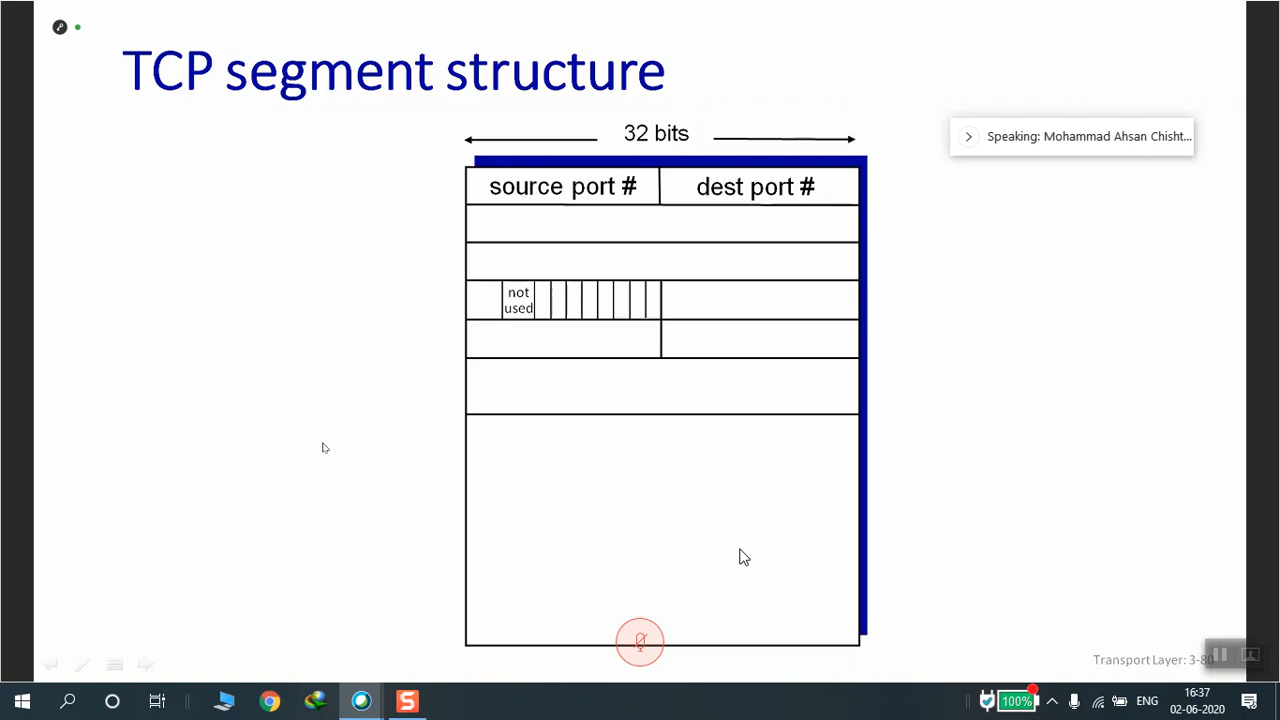 TCP segment structure
32 bits
Speaking: Mohammad Ahsan Chisht...
source port #
dest port #
not
used
Transport Layer: 3-80
100%
ENG
16:37
02-06-2020